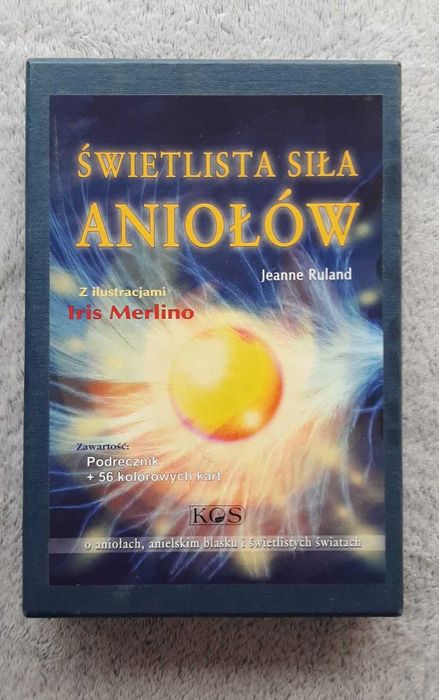 ŚWIETLISTA SIŁA
ANIOŁÓW
Jeanne Ruland
Z ilustracjami
Iris Merlino
Zawartość:
Podręcznik
+ 56 kolorowych kart
KOS
o aniołach, anielskim blasku i świetlistych światach